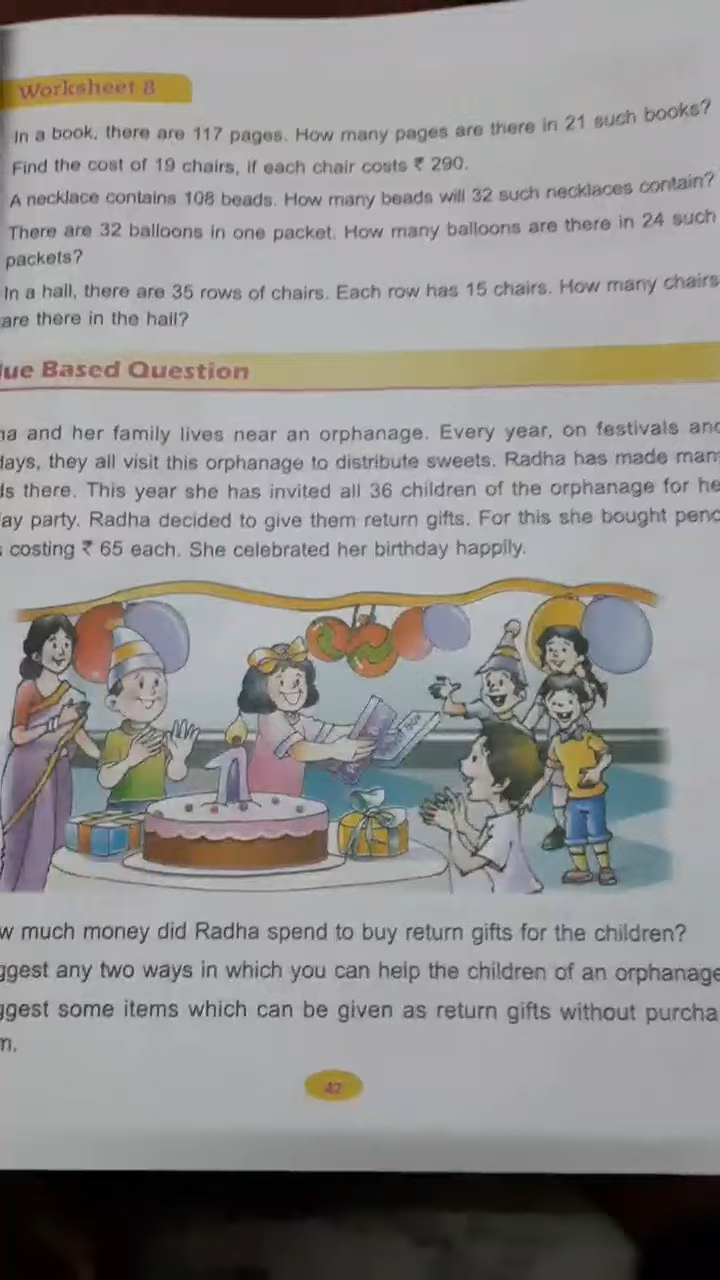 Worksheet 8
In a book, there are 117 pages. How many pages are there in 21 such books?
Find the cost of 19 chairs, if each chair costs ₹ 290.
A necklace contains 108 beads. How many beads will 32 such necklaces contain?
There are 32 balloons in one packet. How many balloons are there in 24 such
packets?
In a hall, there are 35 rows of chairs. Each row has 15 chairs. How many chairs
are there in the hall?
lue Based Question
ha and her family lives near an orphanage. Every year, on festivals and
days, they all visit this orphanage to distribute sweets. Radha has made man
ds there. This year she has invited all 36 children of the orphanage for he
ay party. Radha decided to give them return gifts. For this she bought penc
costing ₹ 65 each. She celebrated her birthday happily.
w much money did Radha spend to buy return gifts for the children?
ggest any two ways in which you can help the children of an orphanage
ggest some items which can be given as return gifts without purcha
m.
42